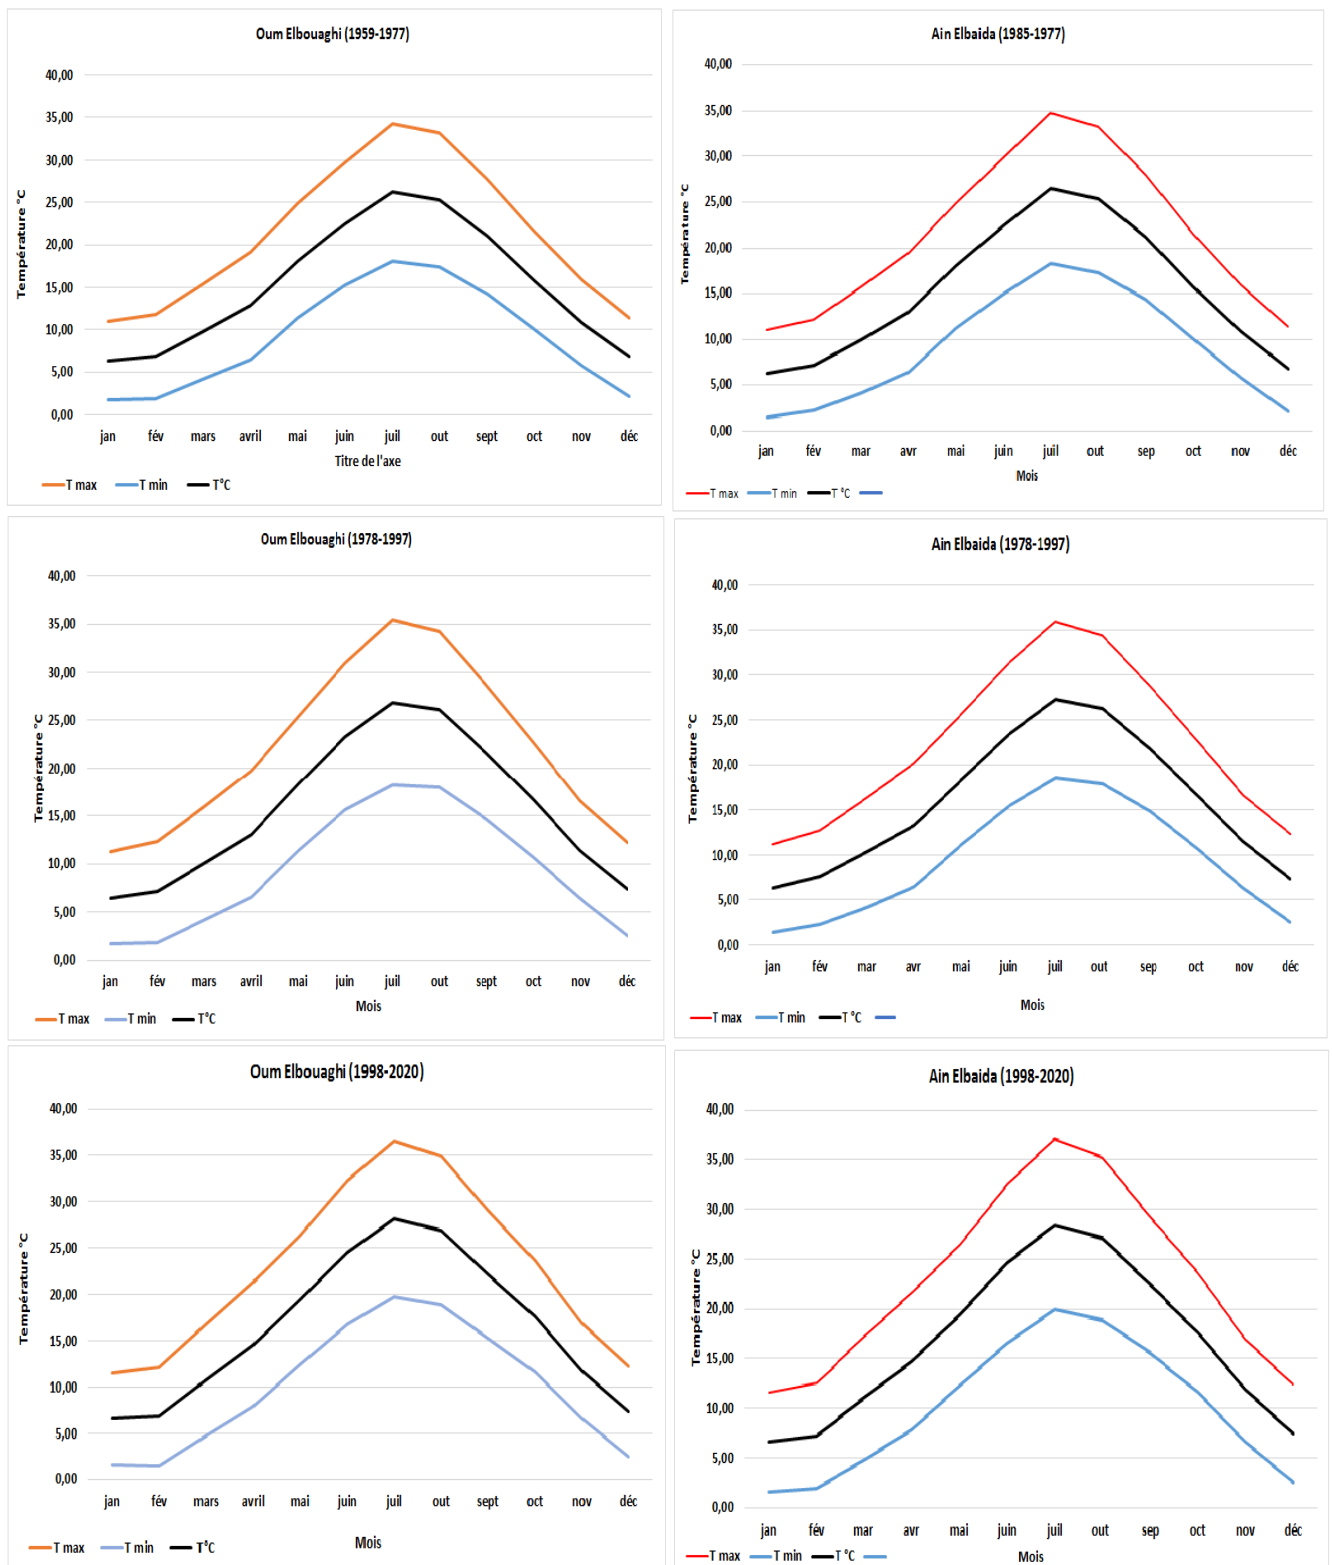 Oum Elbouaghi (1959-1977)
40,00
35,00
30,00
25,00
20,00
15,00
10,00
5,00
0,00
Température °C
jan fév mars avril mai juin juil out sept oct nov déc
Titre de l'axe
T max T min T°C
Ain Elbaida (1985-1977)
40,00
35,00
30,00
25,00
20,00
15,00
10,00
5,00
0,00
Température °C
jan fév mar avr mai juin juil out sep oct nov déc
Mois
T max T min T °C
Oum Elbouaghi (1978-1997)
40,00
35,00
30,00
25,00
20,00
15,00
10,00
5,00
0,00
Température °C
jan fév mars avril mai juin juil out sept oct nov déc
Mois
T max T min T°C
Ain Elbaida (1978-1997)
40,00
35,00
30,00
25,00
20,00
15,00
10,00
5,00
0,00
Température °C
jan fév mar avr mai juin juil out sep oct nov déc
Mois
T max T min T °C
Oum Elbouaghi (1998-2020)
40,00
35,00
30,00
25,00
20,00
15,00
10,00
5,00
0,00
Température °C
jan fév mars avril mai juin juil out sept oct nov déc
Mois
T max T min T°C
Ain Elbaida (1998-2020)
40,00
35,00
30,00
25,00
20,00
15,00
10,00
5,00
0,00
Température °C
jan fév mar avr mai juin juil out sep oct nov déc
Mois
T max T min T °C